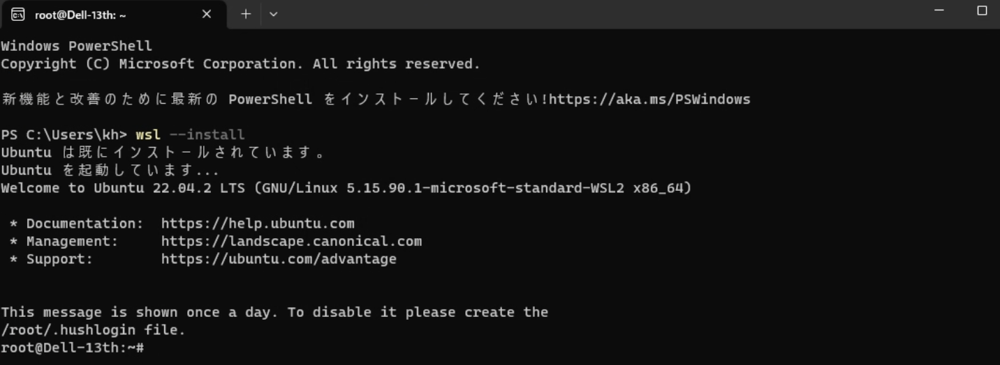 root@Dell-13th: ~
Windows PowerShell
Copyright (C) Microsoft Corporation. All rights reserved.
新機能と改善のために最新の PowerShell をインストールしてください!https://aka.ms/PSWindows
PS C:\Users\kh> wsl --install
Ubuntu は既にインストールされています。
Ubuntu を起動しています...
Welcome to Ubuntu 22.04.2 LTS (GNU/Linux 5.15.90.1-microsoft-standard-WSL2 x86_64)
* Documentation:  https://help.ubuntu.com
* Management:     https://landscape.canonical.com
* Support:        https://ubuntu.com/advantage
This message is shown once a day. To disable it please create the
/root/.hushlogin file.
root@Dell-13th:~#